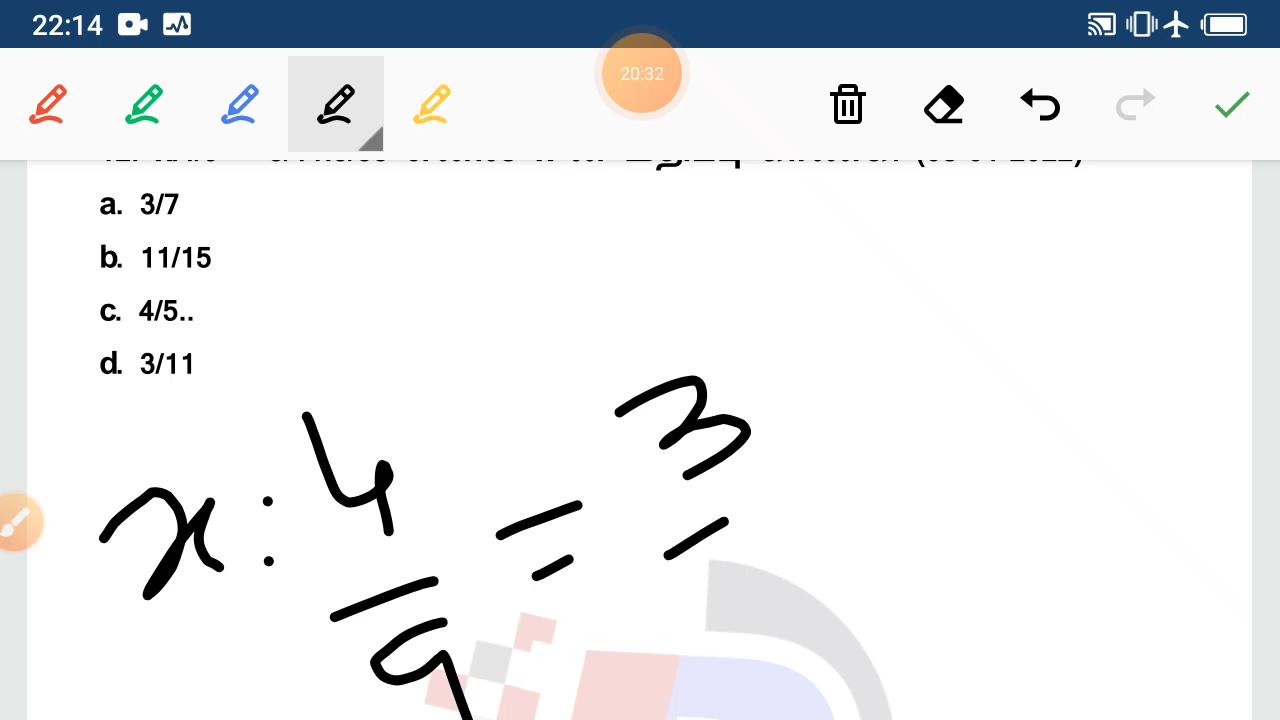 22:14
20:32
a. 3/7
b. 11/15
c. 4/5..
d. 3/11
x : 4/9 = 3